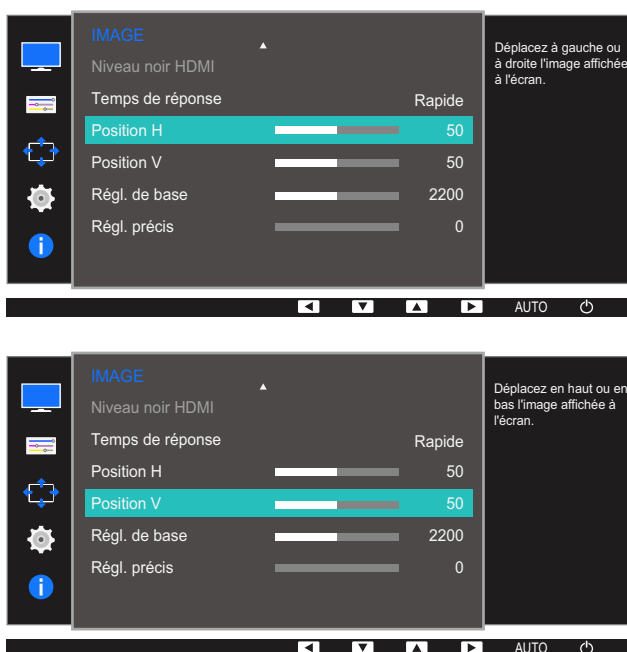 IMAGE
Niveau noir HDMI
Temps de réponse Rapide
Position H 50
Position V 50
Régl. de base 2200
Régl. précis 0
Déplacez à gauche ou
à droite l'image affichée
à l'écran.
AUTO
IMAGE
Niveau noir HDMI
Temps de réponse Rapide
Position H 50
Position V 50
Régl. de base 2200
Régl. précis 0
Déplacez en haut ou en
bas l'image affichée à
l'écran.
AUTO